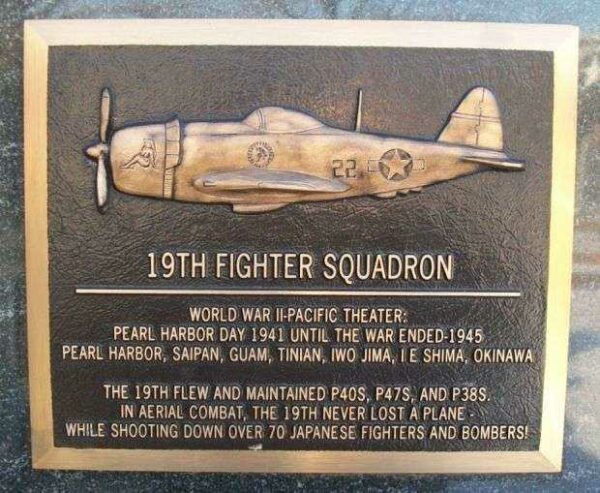 22
19TH FIGHTER SQUADRON
WORLD WAR II-PACIFIC THEATER:
PEARL HARBOR DAY 1941 UNTIL THE WAR ENDED-1945
PEARL HARBOR, SAIPAN, GUAM, TINIAN, IWO JIMA, I E SHIMA, OKINAWA
THE 19TH FLEW AND MAINTAINED P40S, P47S, AND P38S.
IN AERIAL COMBAT, THE 19TH NEVER LOST A PLANE -
WHILE SHOOTING DOWN OVER 70 JAPANESE FIGHTERS AND BOMBERS!